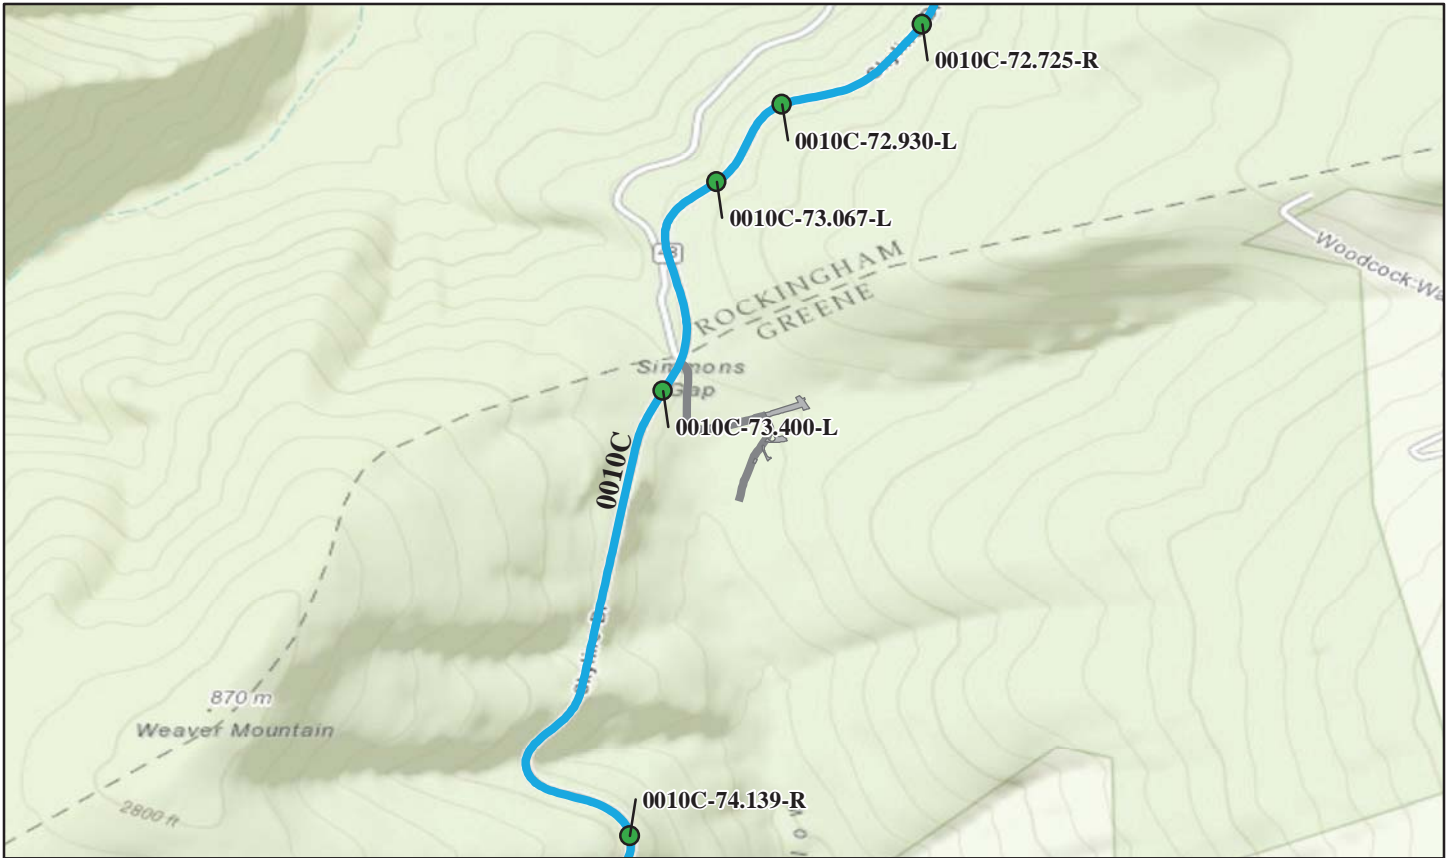 0010C-72.725-R
0010C-72.930-L
0010C-73.067-L
ROCKINGHAM
GREENE
Woodcock-Wa
Simmons
Gap
0010C-73.400-L
0010C
870 m
Weaver Mountain
0010C-74.139-R
2800 ft